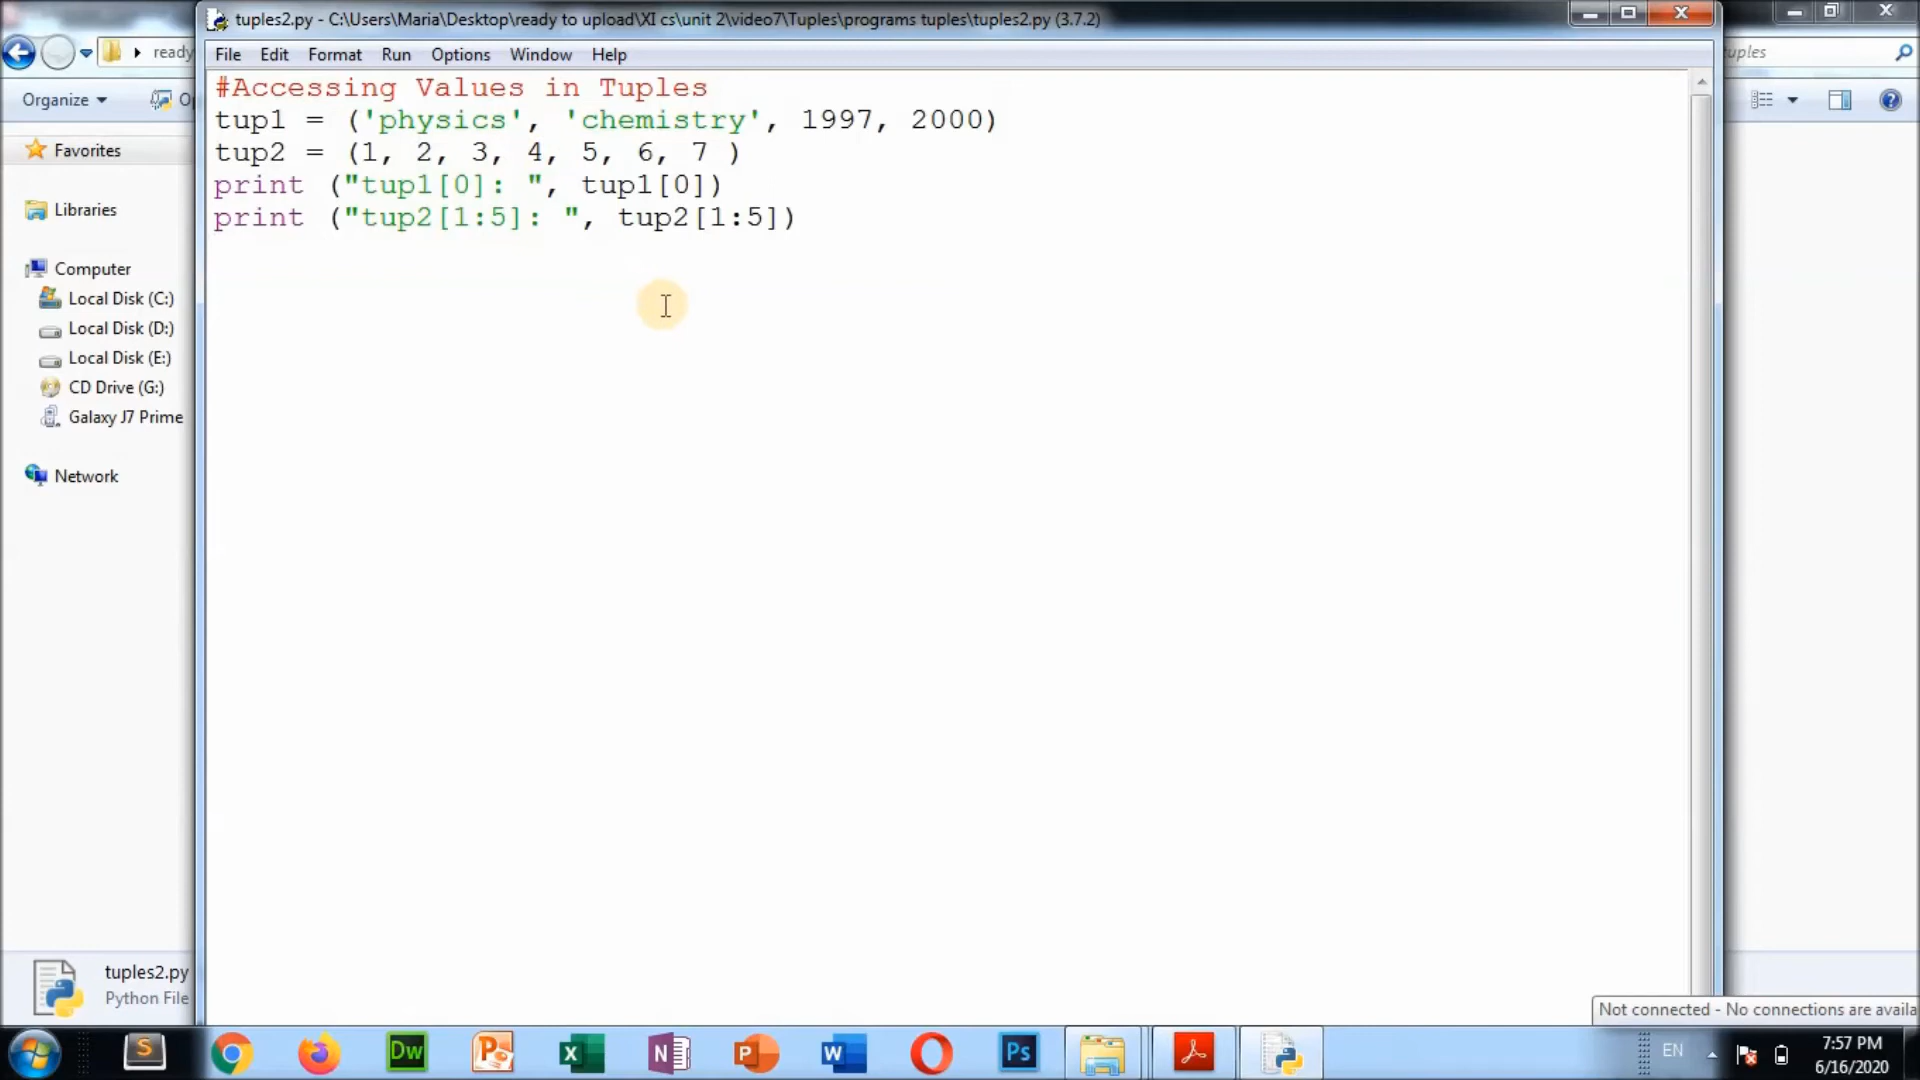 tuples2.py - C:\Users\Maria\Desktop\ready to upload\XI cs\unit 2\video7\Tuples\programs tuples\tuples2.py (3.7.2)
ready
uples
File Edit Format Run Options Window Help
Organize
Op
#Accessing Values in Tuples
tup1 = ('physics', 'chemistry', 1997, 2000)
tup2 = (1, 2, 3, 4, 5, 6, 7 )
print ("tup1[0]: ", tup1[0])
print ("tup2[1:5]: ", tup2[1:5])
Favorites
Libraries
Computer
Local Disk (C:)
Local Disk (D:)
Local Disk (E:)
CD Drive (G:)
Galaxy J7 Prime
Network
tuples2.py
Python File
Not connected - No connections are availa
S
Dw
P
X
N
P
W
Ps
EN
7:57 PM
6/16/2020